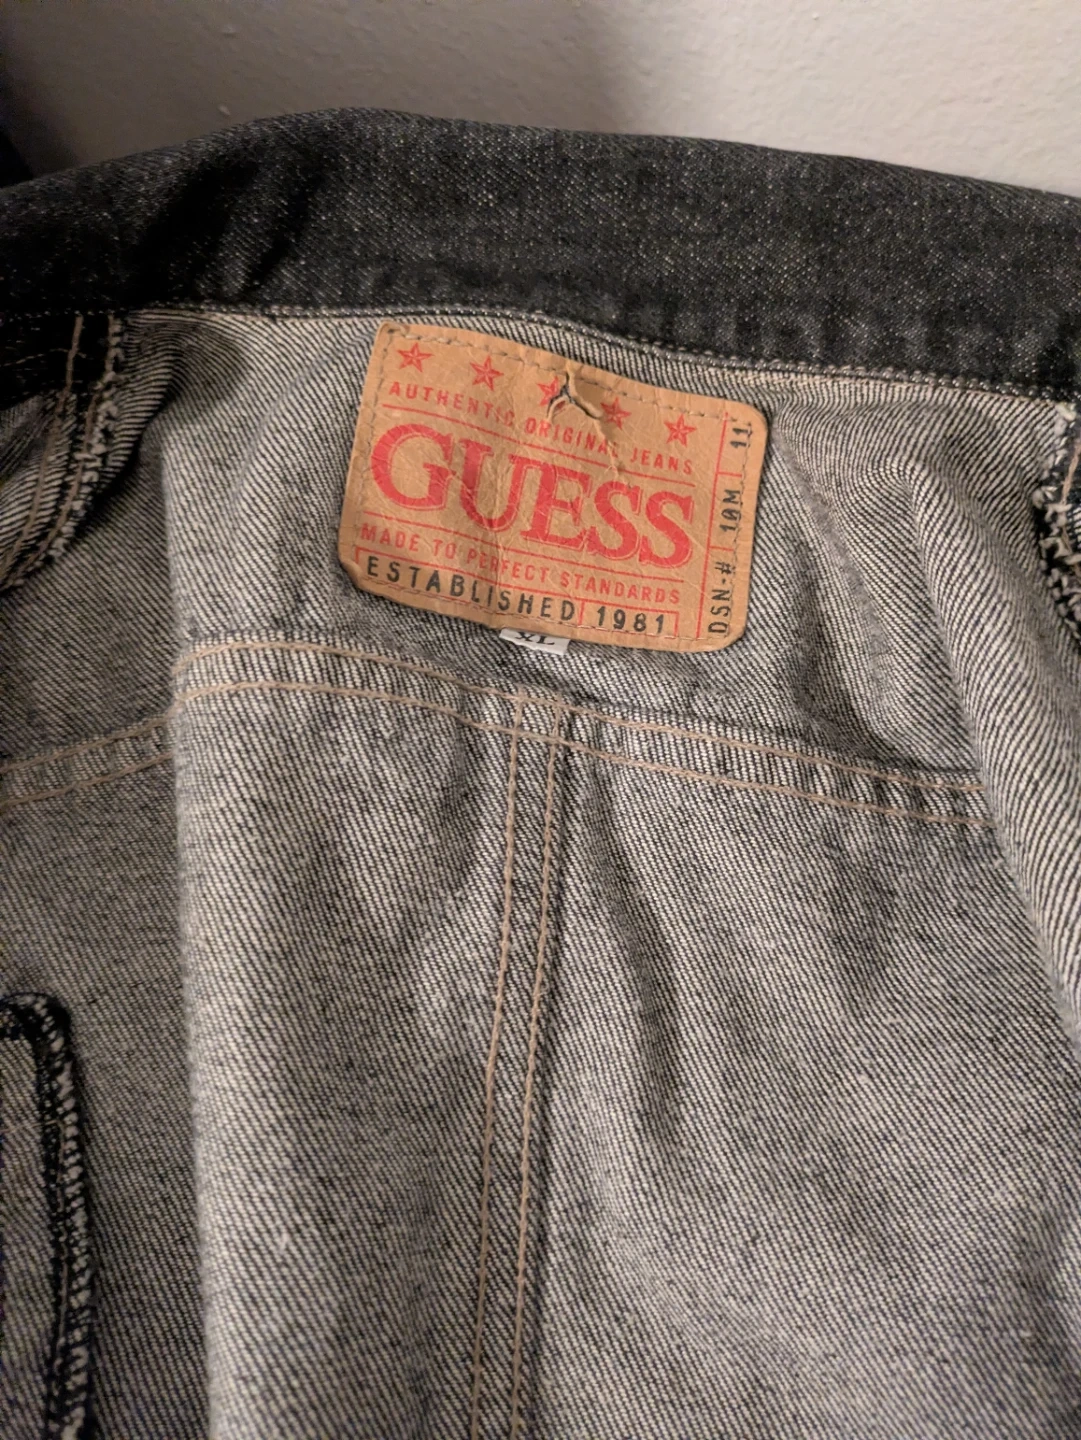 AUTHENTIC ORIGINAL JEANS
GUESS
MADE TO PERFECT STANDARDS
ESTABLISHED 1981
DSN-# 10M 11
XL